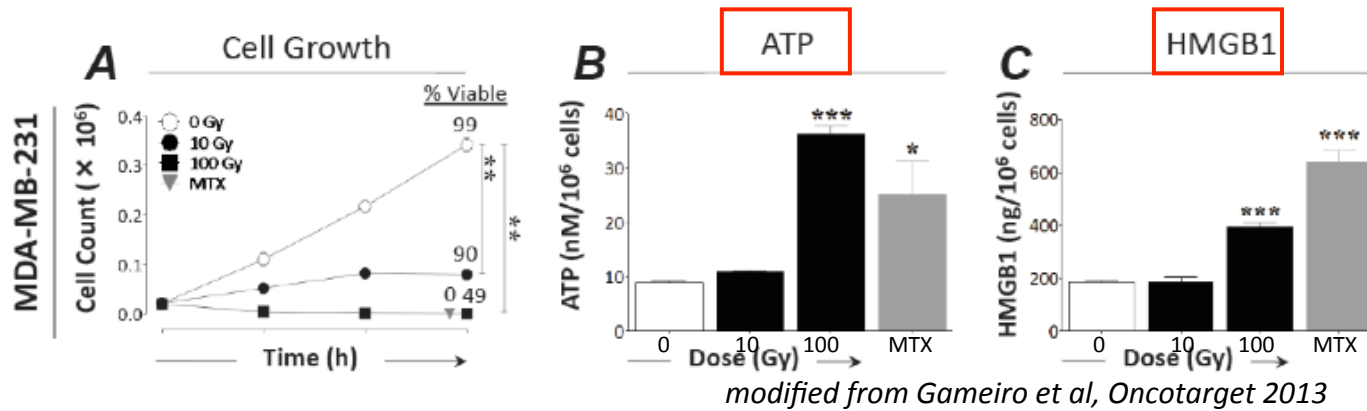 Cell Growth
A
% Viable
MDA-MB-231
Cell Count (× 10⁶)
0.4
0.3
0.2
0.1
0.0
0 Gy
10 Gy
100 Gy
MTX
99
90
0 49
**
**
Time (h)
ATP
B
ATP (nM/10⁶ cells)
40
30
20
10
0
***
*
0 10 100 MTX
Dose (Gy)
HMGB1
C
HMGB1 (ng/10⁶ cells)
800
600
400
200
0
***
***
0 10 100 MTX
Dose (Gy)
modified from Gameiro et al, Oncotarget 2013